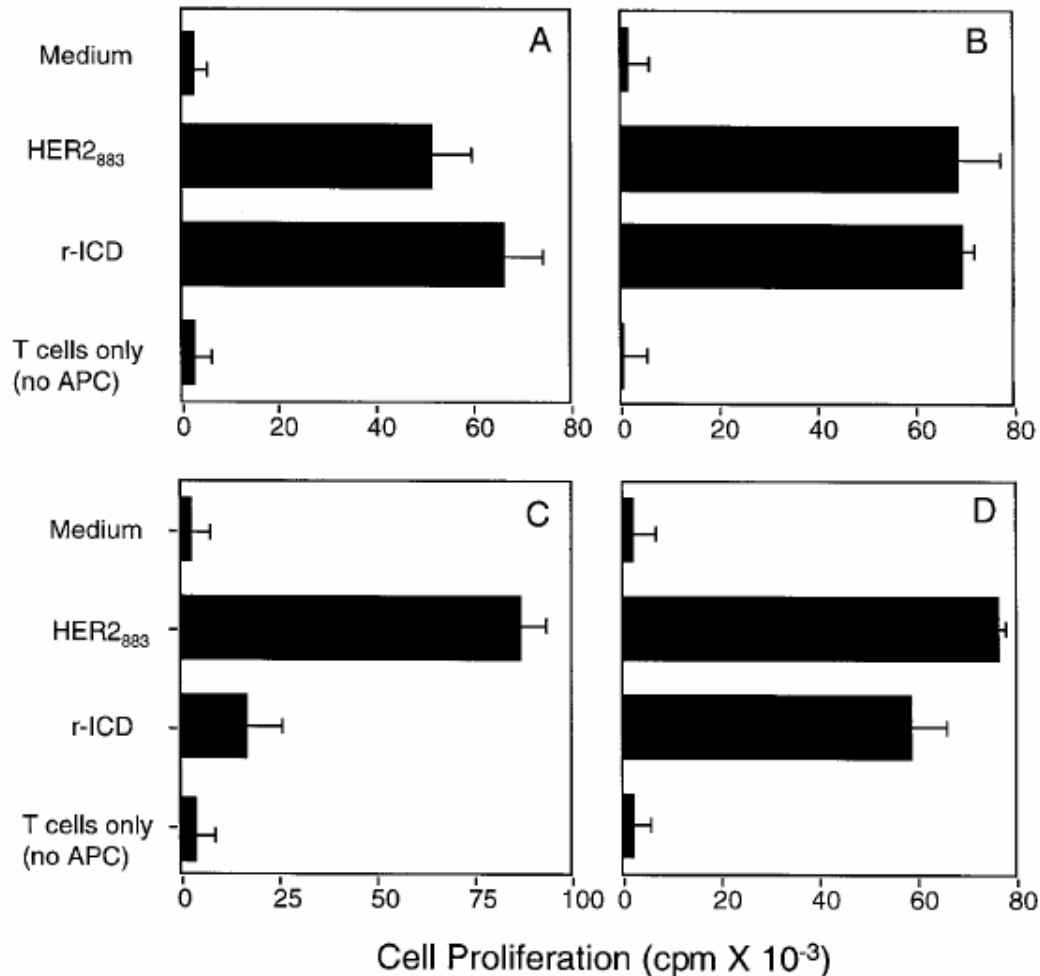 A
B
Medium
HER2₈₈₃
r-ICD
T cells only
(no APC)
0 20 40 60 80
0 20 40 60 80
C
D
Medium
HER2₈₈₃
r-ICD
T cells only
(no APC)
0 25 50 75 100
0 20 40 60 80
Cell Proliferation (cpm X 10⁻³)